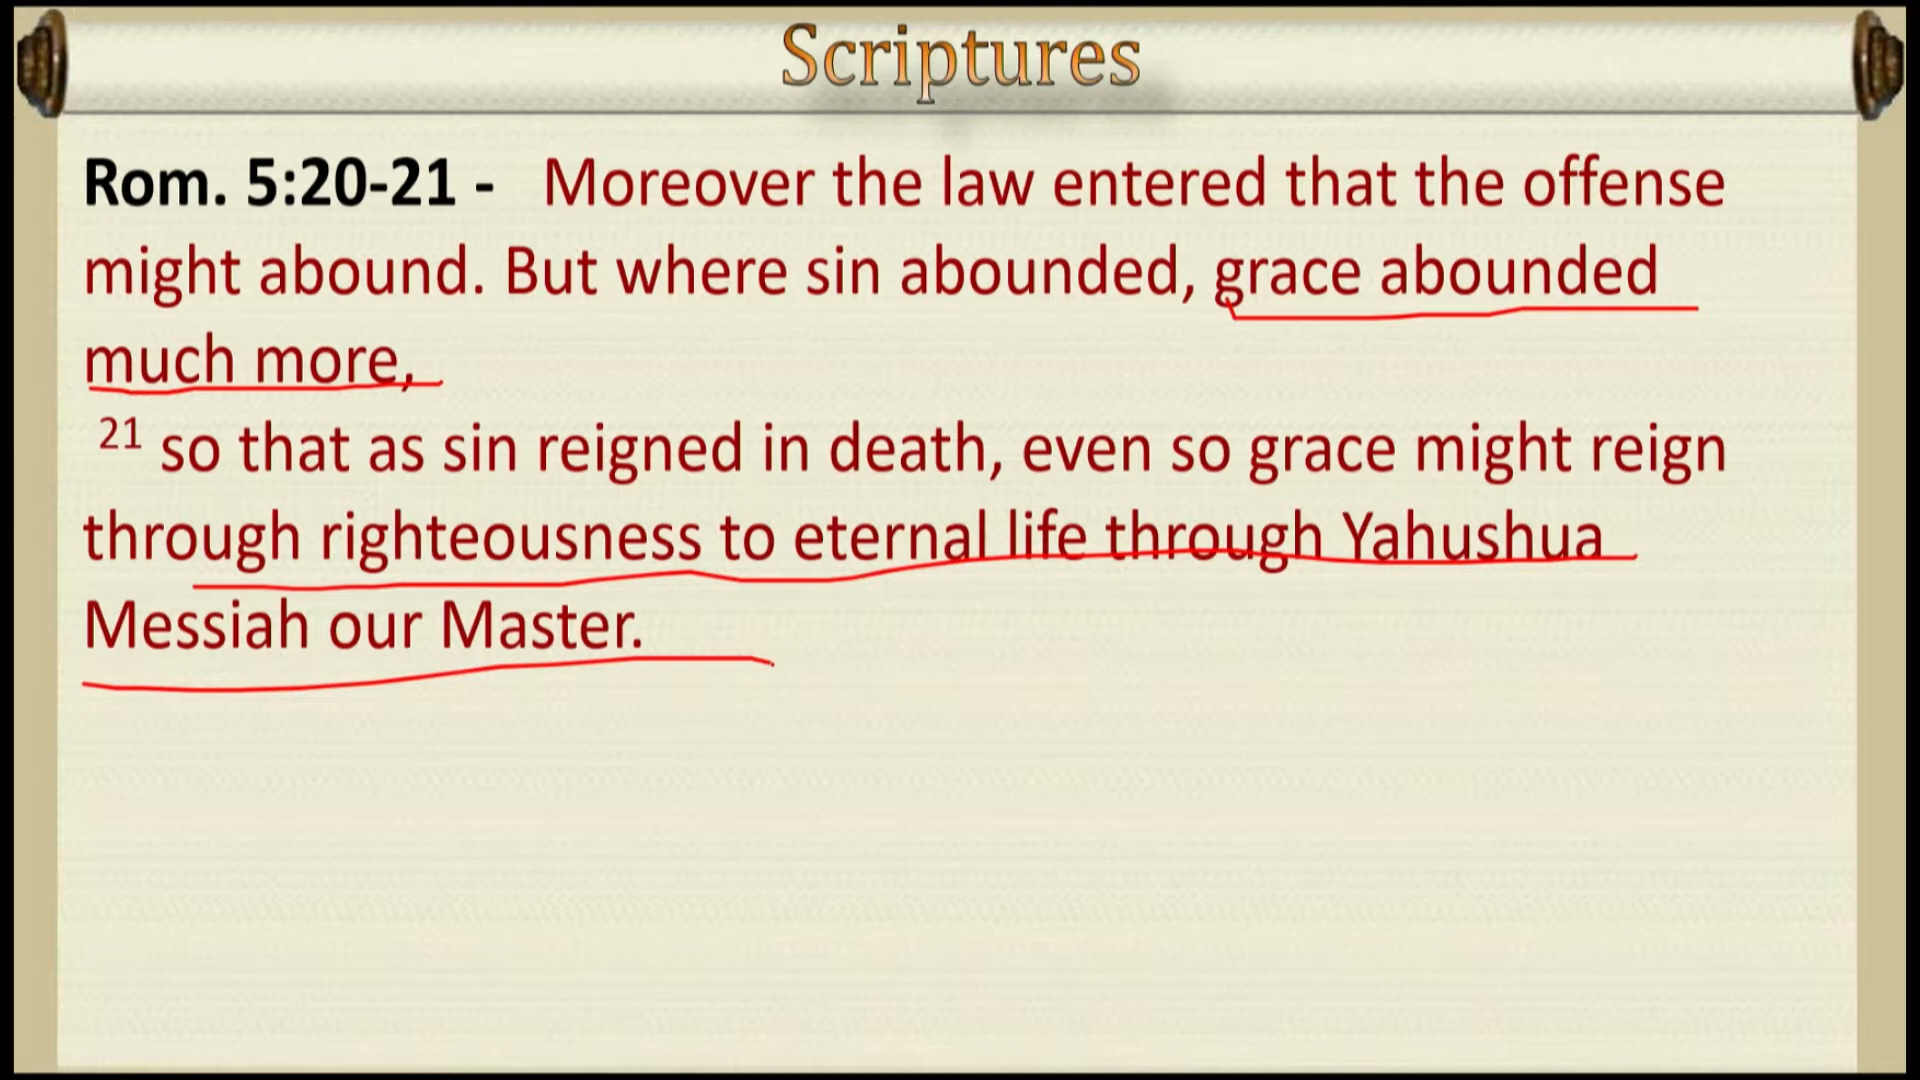 Scriptures
Rom. 5:20-21 - Moreover the law entered that the offense
might abound. But where sin abounded, grace abounded
much more,
21 so that as sin reigned in death, even so grace might reign
through righteousness to eternal life through Yahushua
Messiah our Master.